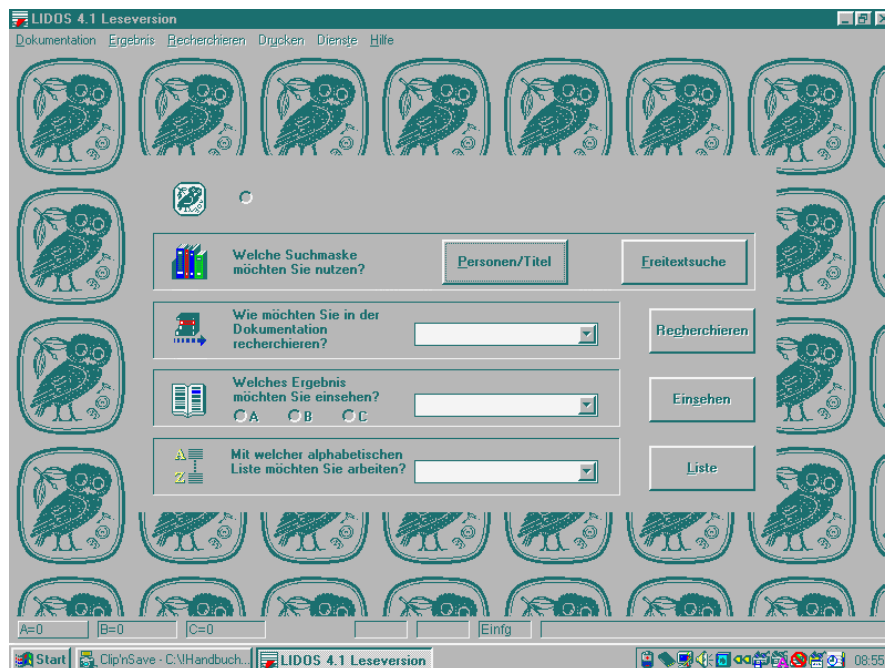 LIDOS 4.1 Leseversion
Dokumentation Ergebnis Recherchieren Drucken Dienste Hilfe
Welche Suchmaske
möchten Sie nutzen?
Personen/Titel
Freitextsuche
Wie möchten Sie in der
Dokumentation
recherchieren?
Recherchieren
Welches Ergebnis
möchten Sie einsehen?
A B C
Einsehen
A
Z
Mit welcher alphabetischen
Liste möchten Sie arbeiten?
Liste
A=0 B=0 C=0 Einfg
Start Clip'nSave - C:\!Handbuch... LIDOS 4.1 Leseversion 08:55